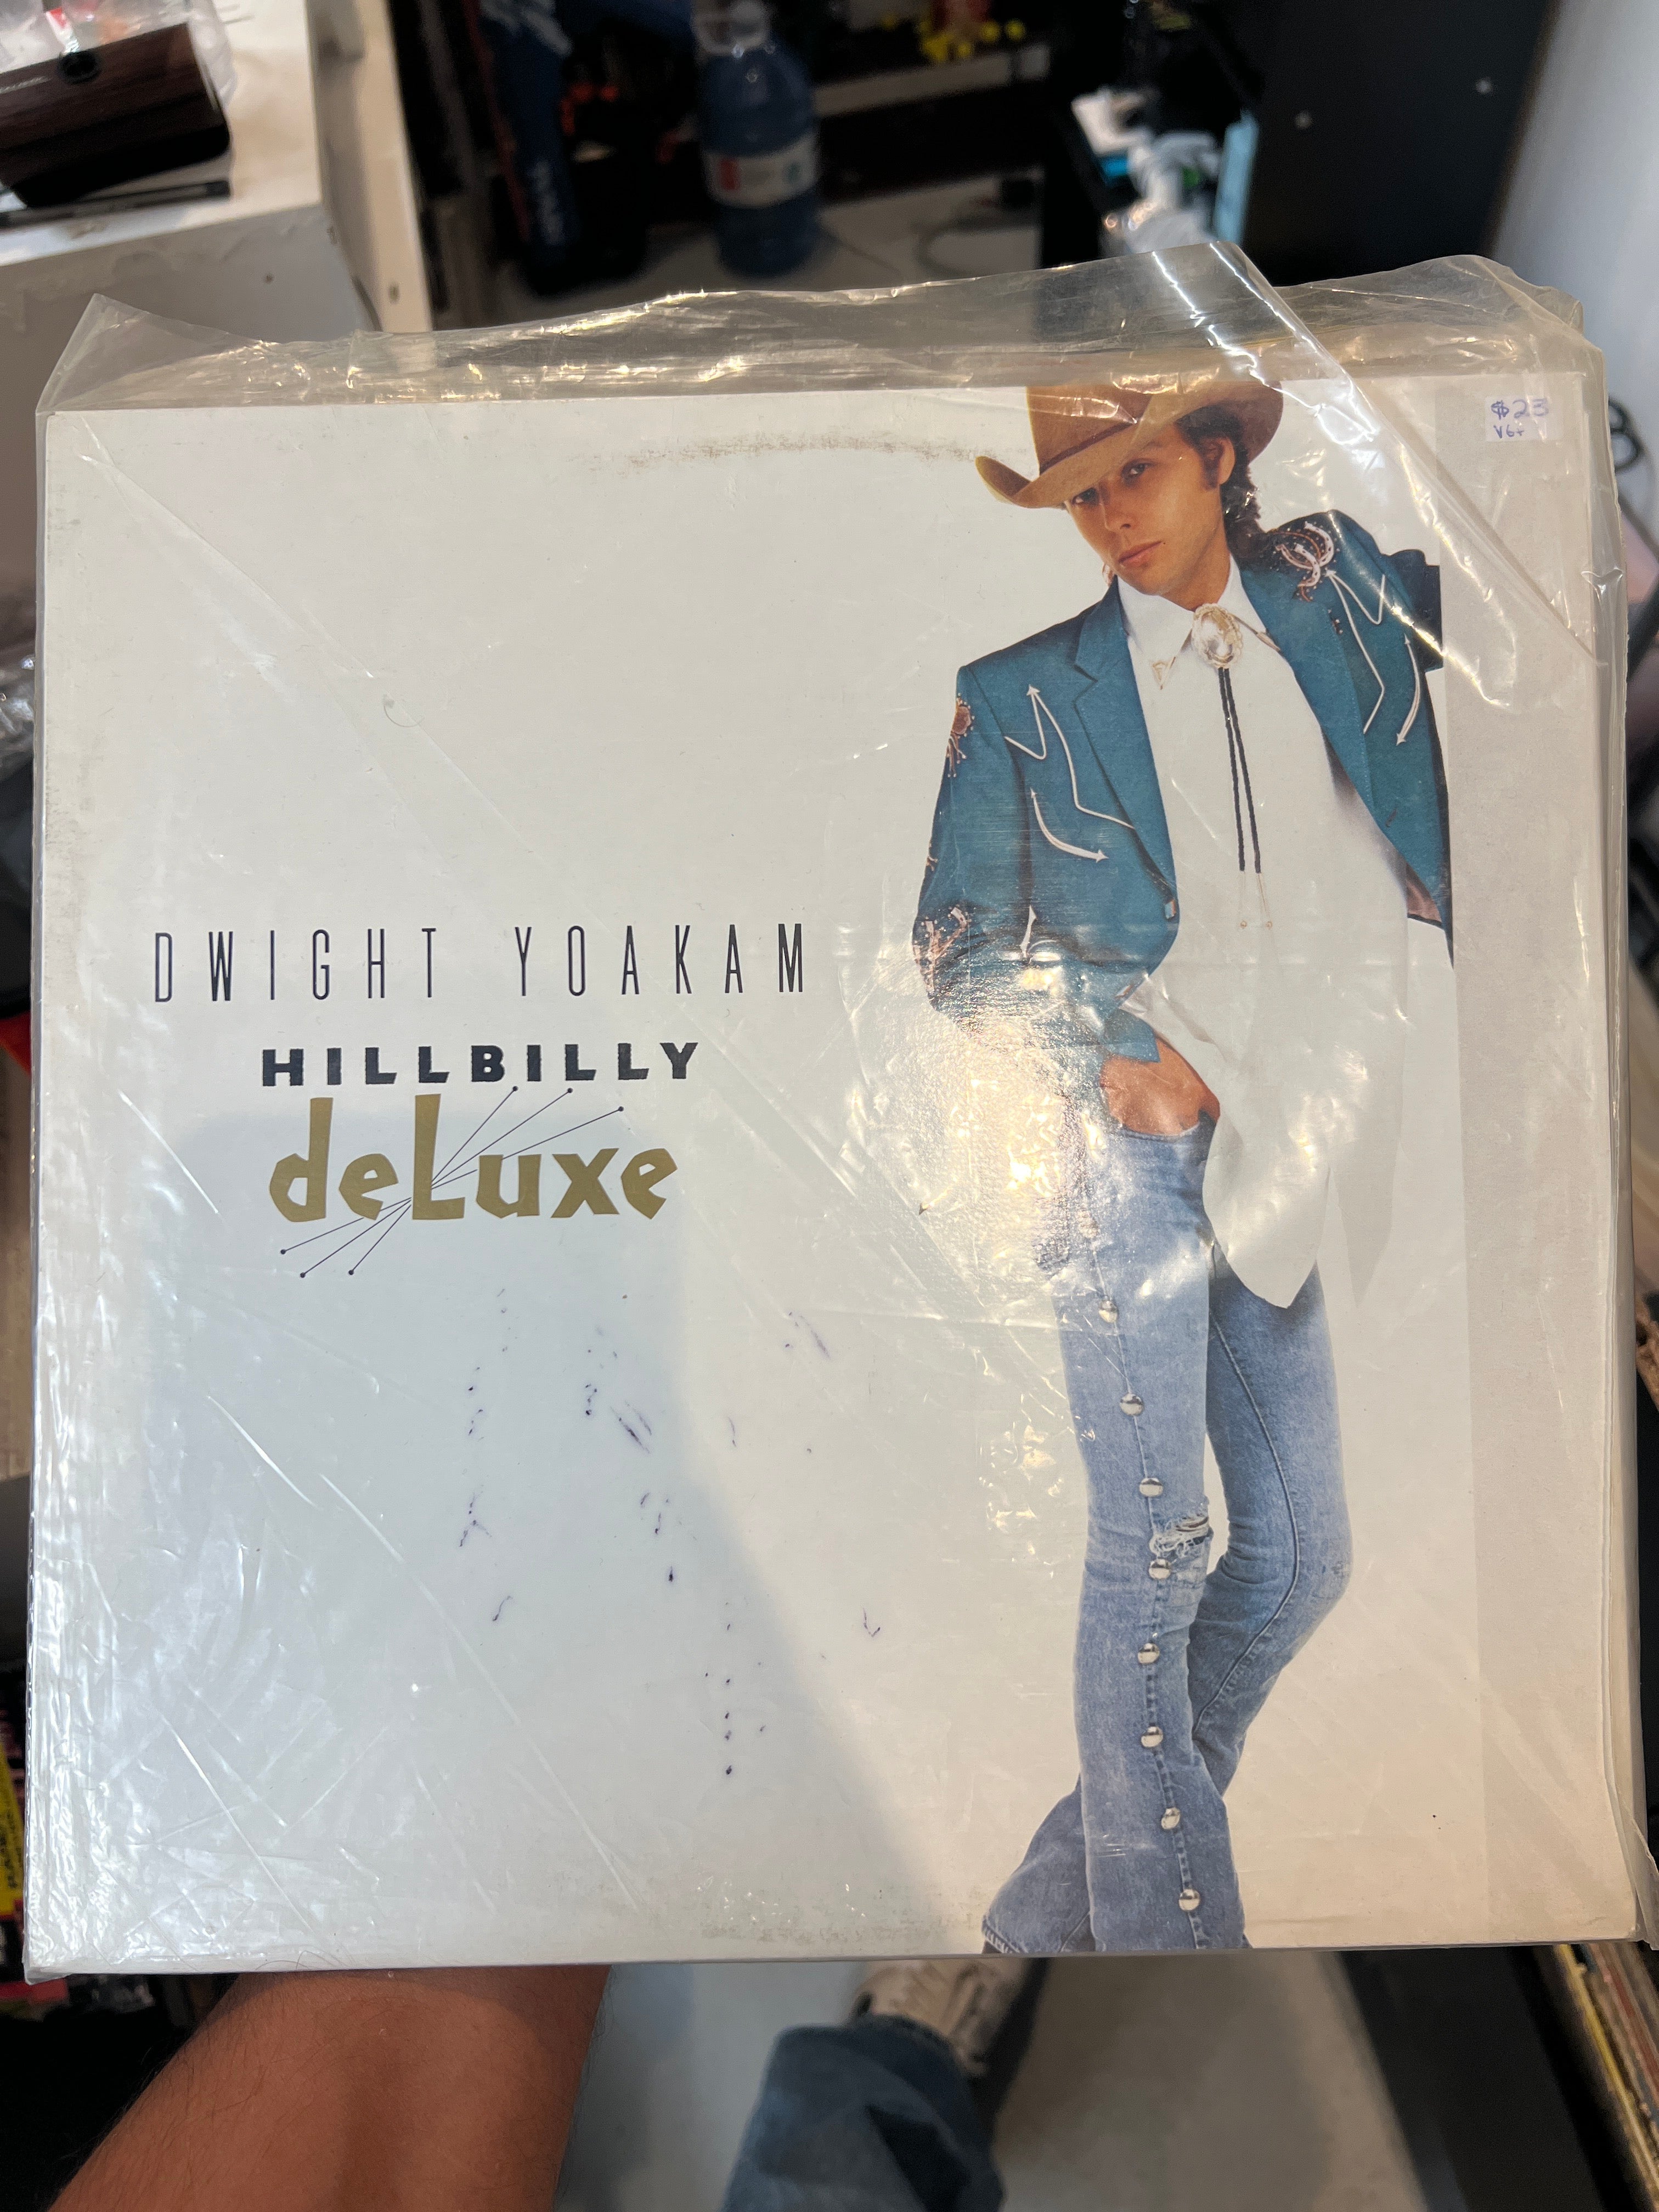 $23
VG+
DWIGHT YOAKAM
HILLBILLY
deLuxe